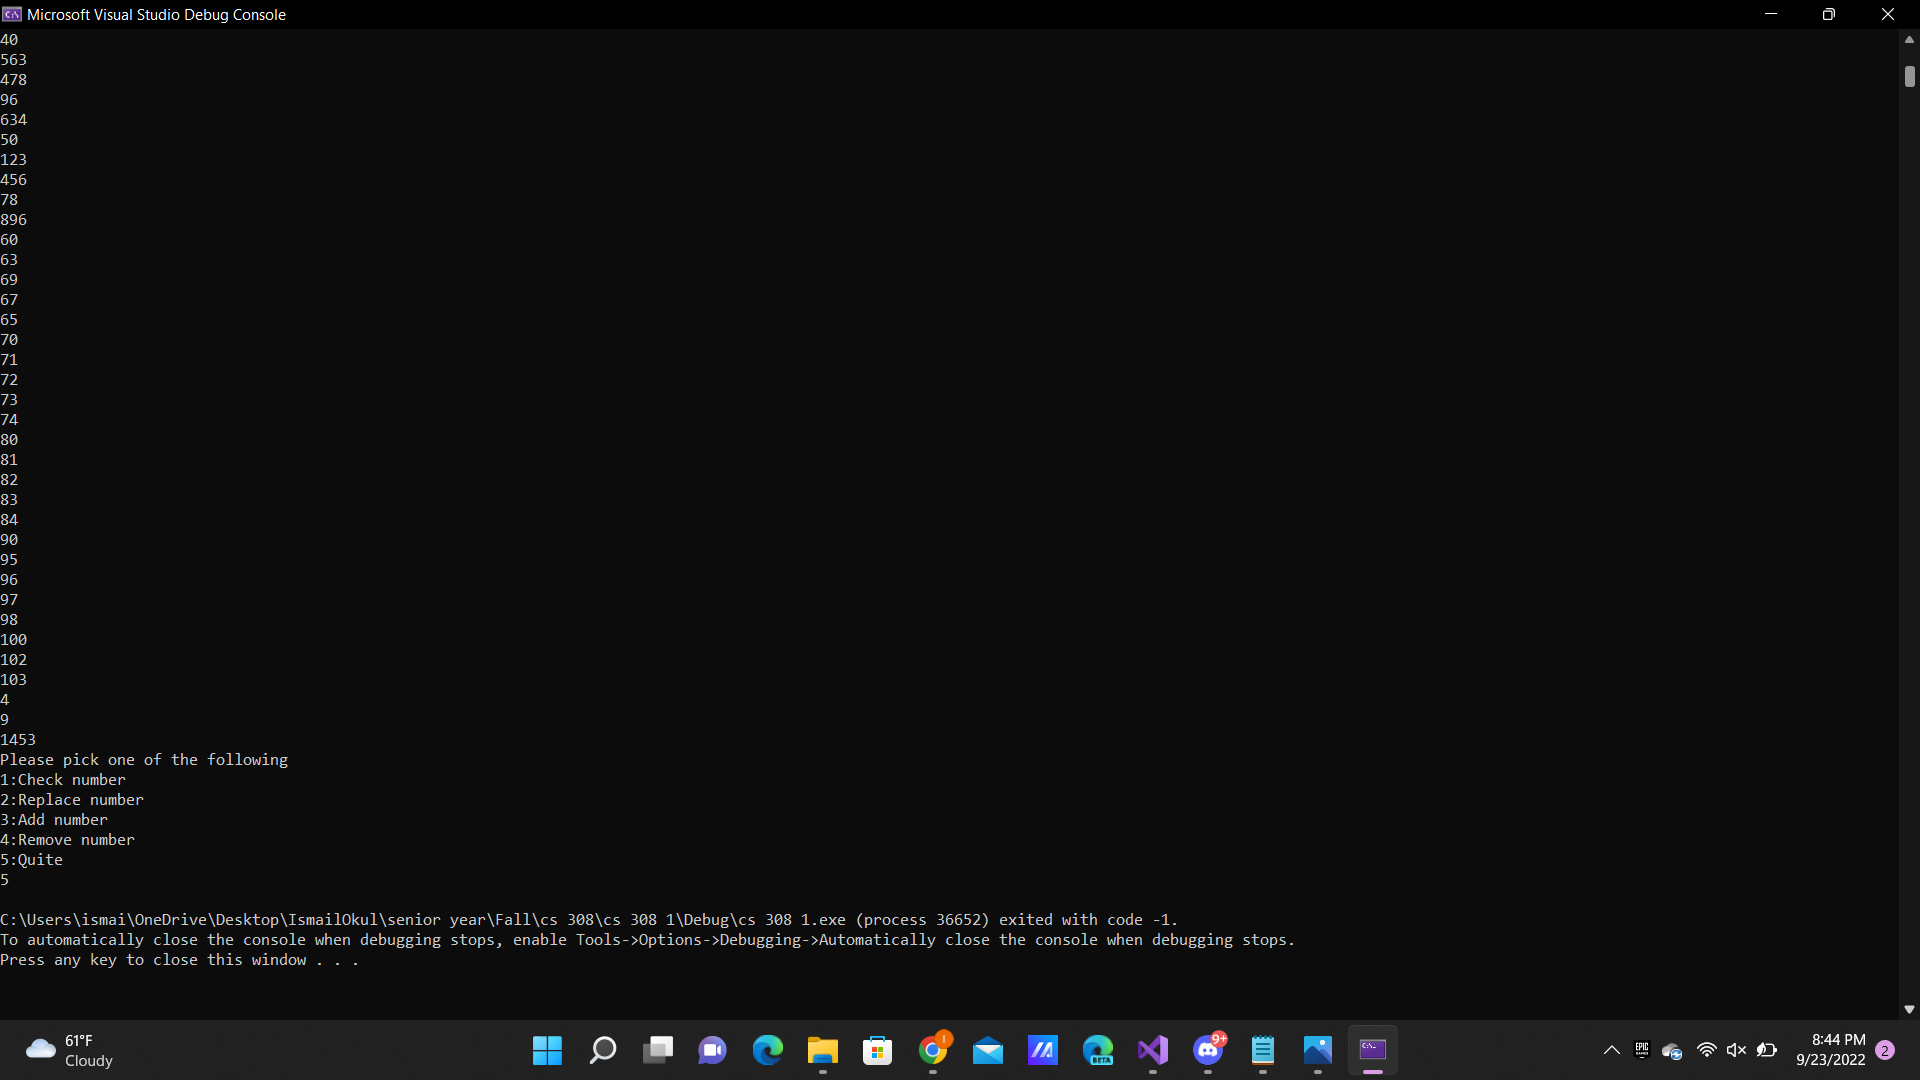 Microsoft Visual Studio Debug Console
40
563
478
96
634
50
123
456
78
896
60
63
69
67
65
70
71
72
73
74
80
81
82
83
84
90
95
96
97
98
100
102
103
4
9
1453
Please pick one of the following
1:Check number
2:Replace number
3:Add number
4:Remove number
5:Quite
5
C:\Users\ismai\OneDrive\Desktop\IsmailOkul\senior year\Fall\cs 308\cs 308 1\Debug\cs 308 1.exe (process 36652) exited with code -1.
To automatically close the console when debugging stops, enable Tools->Options->Debugging->Automatically close the console when debugging stops.
Press any key to close this window . . .
61°F
Cloudy
BETA
9+
EPIC
GAMES
8:44 PM
9/23/2022
2